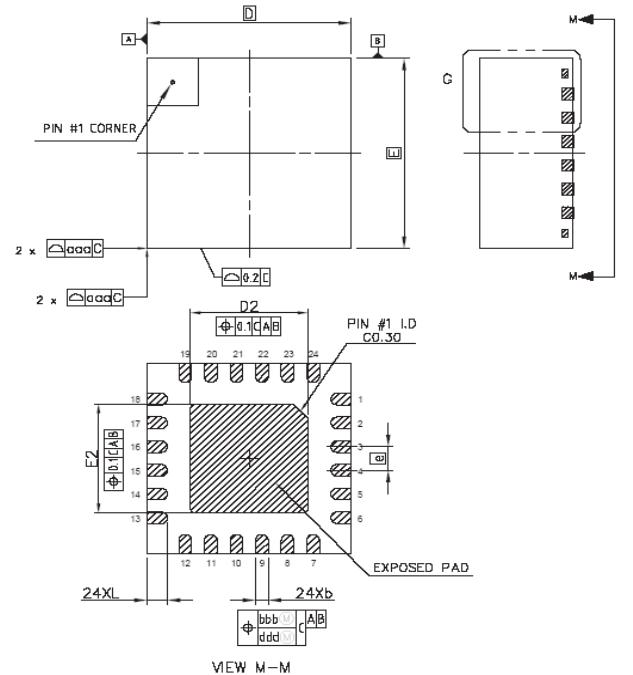 D
M
A
B
G
PIN #1 CORNER
E
2 x ⌓ aaa C
M
⌓ 0.2 C
2 x ⌓ aaa C
D2
⌖ 0.1 C A B
PIN #1 I.D
C0.30
19 20 21 22 23 24
18 1
17 2
16 3
15 4
14 5
13 6
E2
⌖ 0.1 C A B
e
12 11 10 9 8 7
EXPOSED PAD
24XL
24Xb
⌖ bbb Ⓜ C A B
ddd Ⓜ
VIEW M-M